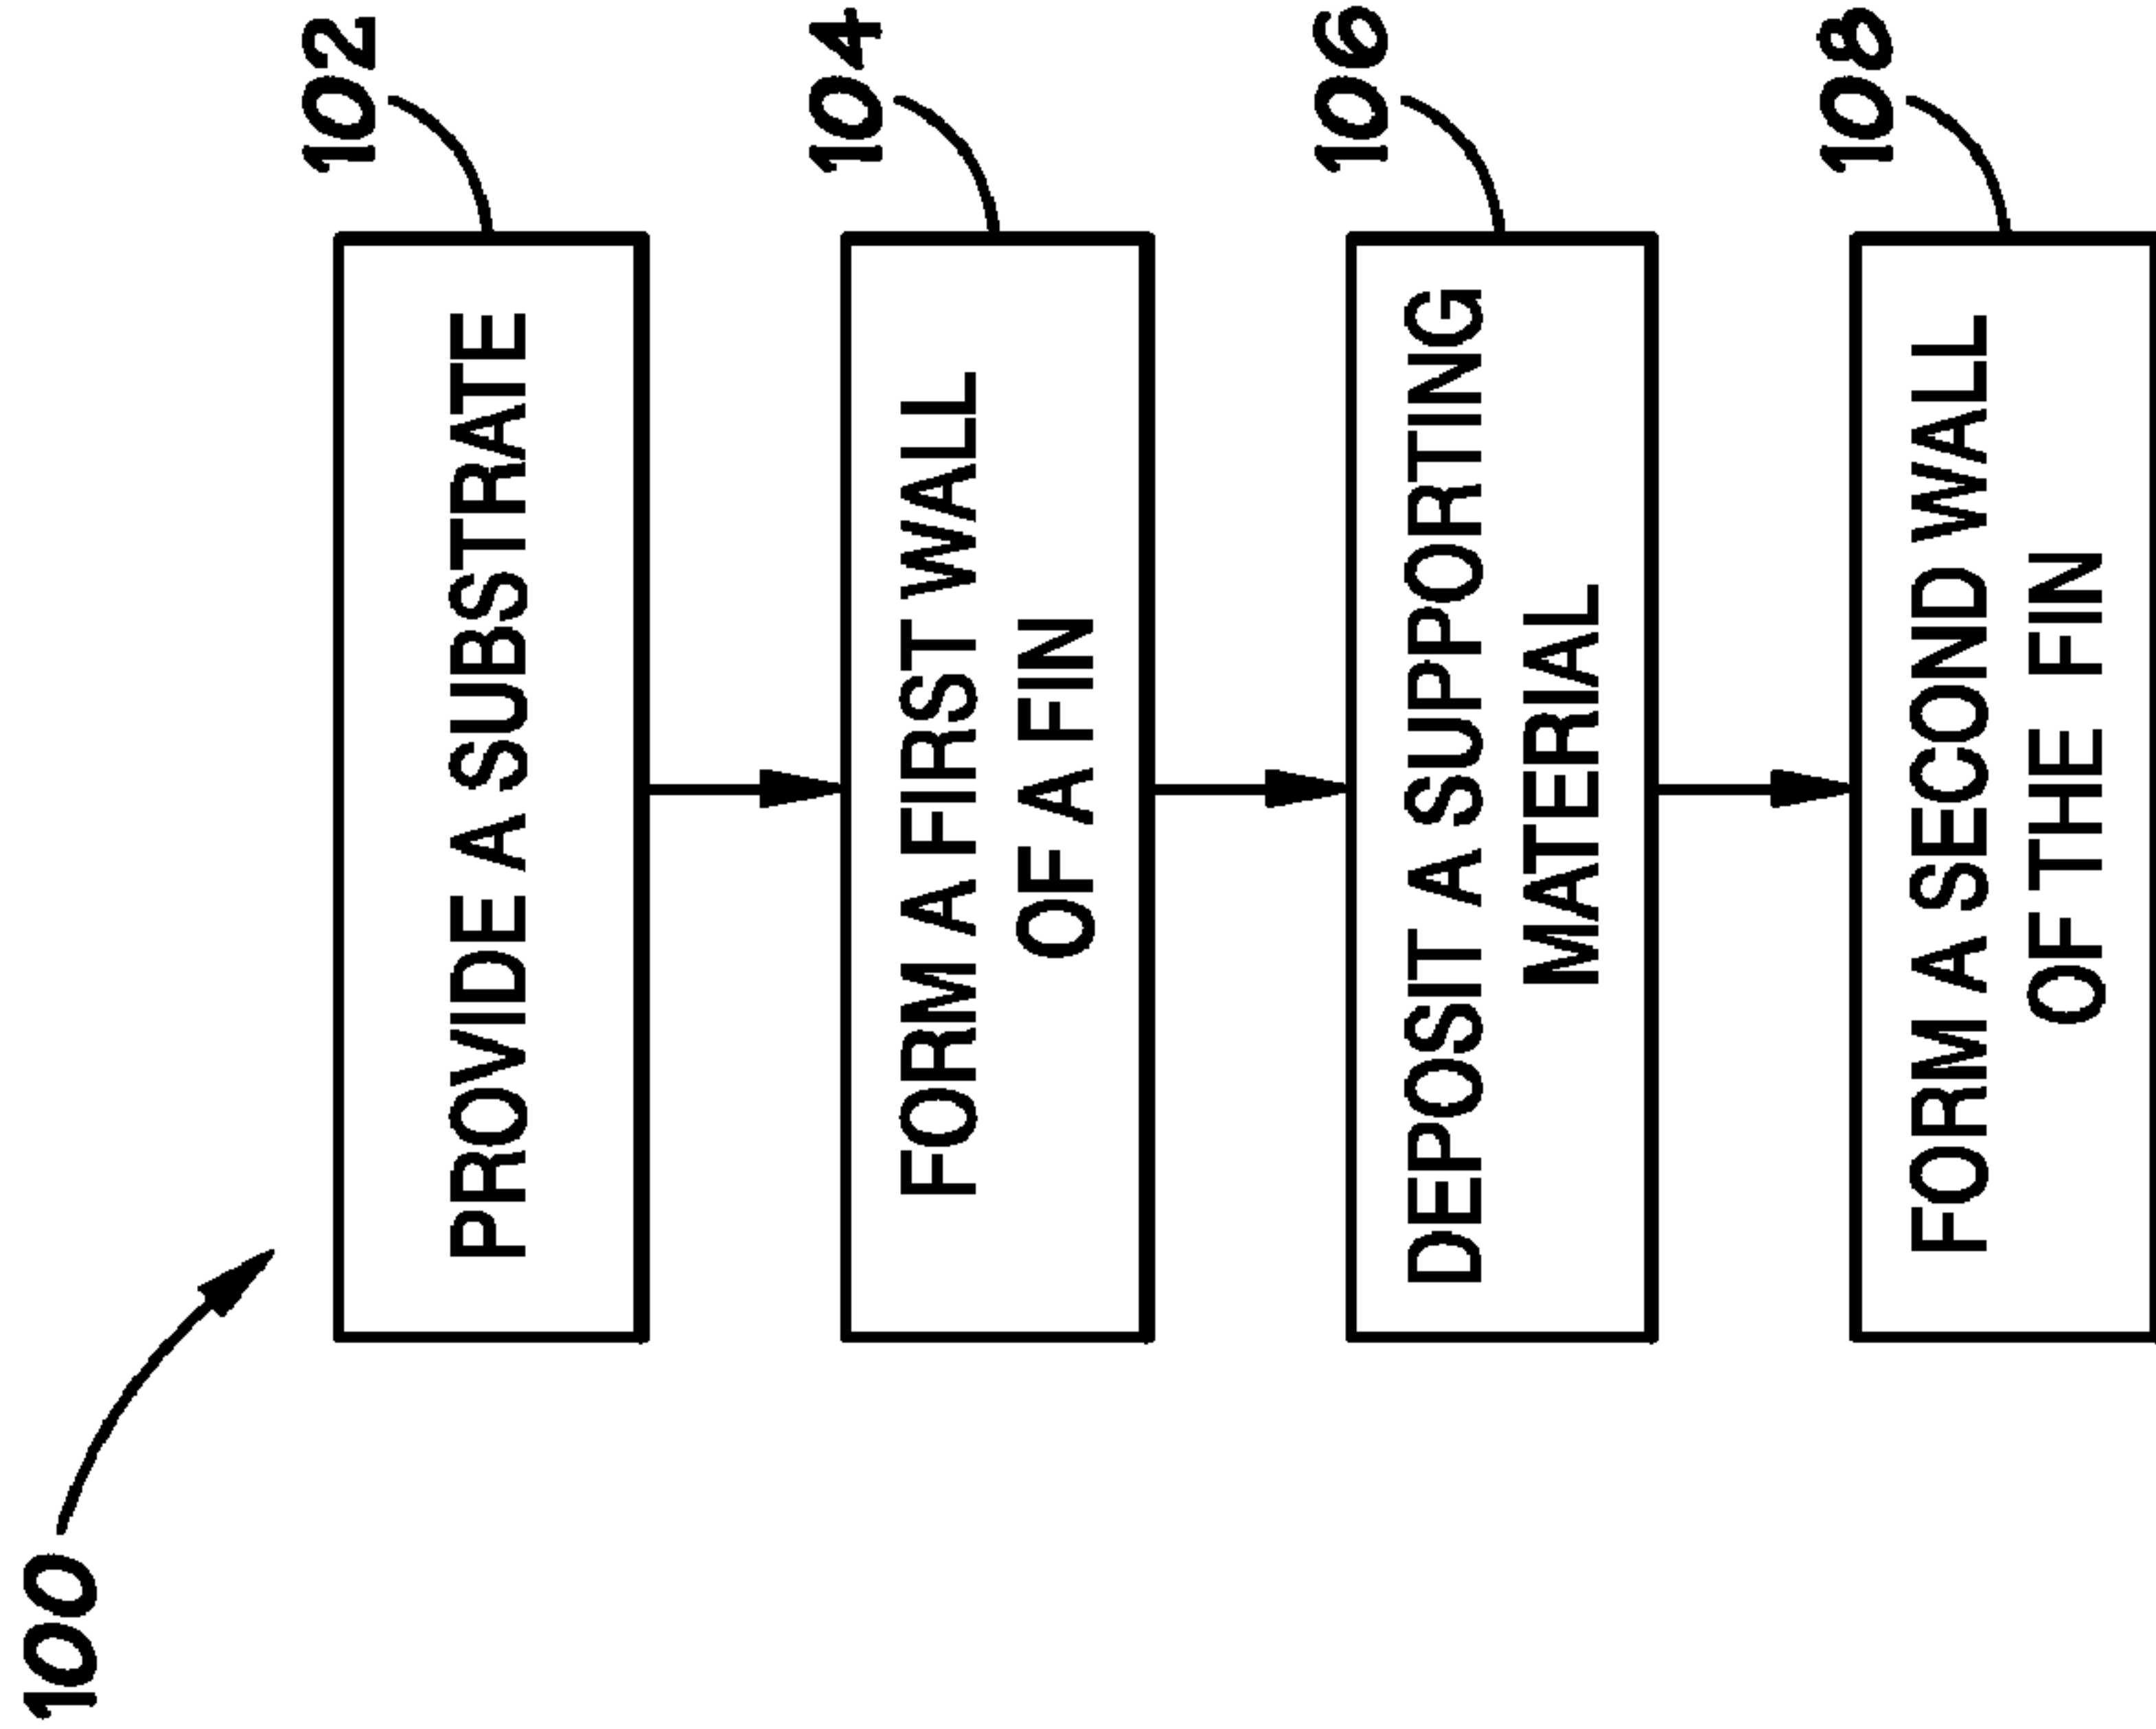 100
102
PROVIDE A SUBSTRATE
104
FORM A FIRST WALL
OF A FIN
106
DEPOSIT A SUPPORTING
MATERIAL
108
FORM A SECOND WALL
OF THE FIN